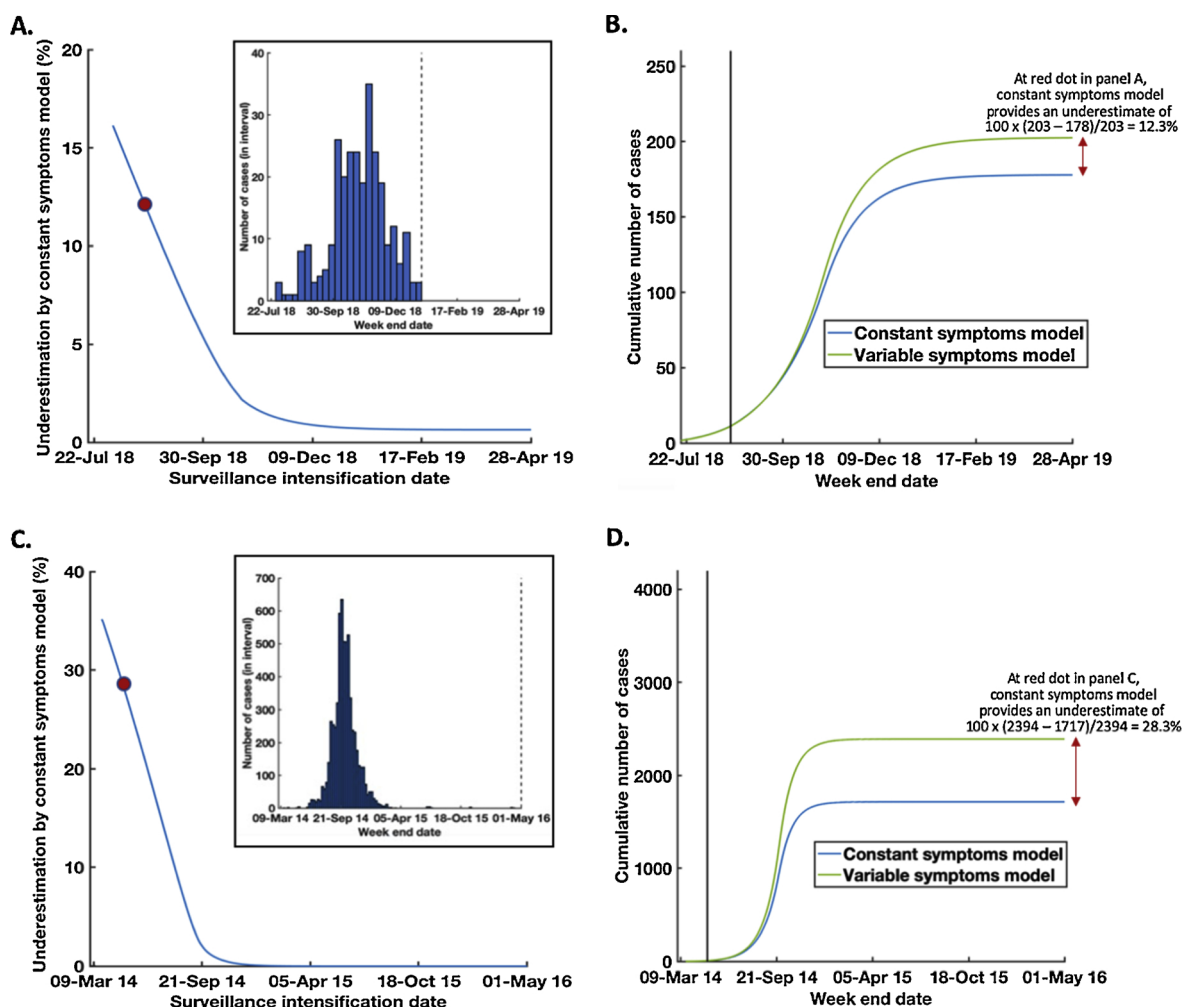 A.
Underestimation by constant symptoms model (%)
20
15
10
5
0
22-Jul 18 30-Sep 18 09-Dec 18 17-Feb 19 28-Apr 19
Surveillance intensification date
Number of cases (in interval)
40
30
20
10
0
22-Jul 18 30-Sep 18 09-Dec 18 17-Feb 19 28-Apr 19
Week end date
B.
Cumulative number of cases
250
200
150
100
50
0
22-Jul 18 30-Sep 18 09-Dec 18 17-Feb 19 28-Apr 19
Week end date
At red dot in panel A,
constant symptoms model
provides an underestimate of
100 x (203 – 178)/203 = 12.3%
Constant symptoms model
Variable symptoms model
C.
Underestimation by constant symptoms model (%)
40
30
20
10
0
09-Mar 14 21-Sep 14 05-Apr 15 18-Oct 15 01-May 16
Surveillance intensification date
Number of cases (in interval)
700
600
500
400
300
200
100
0
09-Mar 14 21-Sep 14 05-Apr 15 18-Oct 15 01-May 16
Week end date
D.
Cumulative number of cases
4000
3000
2000
1000
0
09-Mar 14 21-Sep 14 05-Apr 15 18-Oct 15 01-May 16
Week end date
At red dot in panel C,
constant symptoms model
provides an underestimate of
100 x (2394 – 1717)/2394 = 28.3%
Constant symptoms model
Variable symptoms model